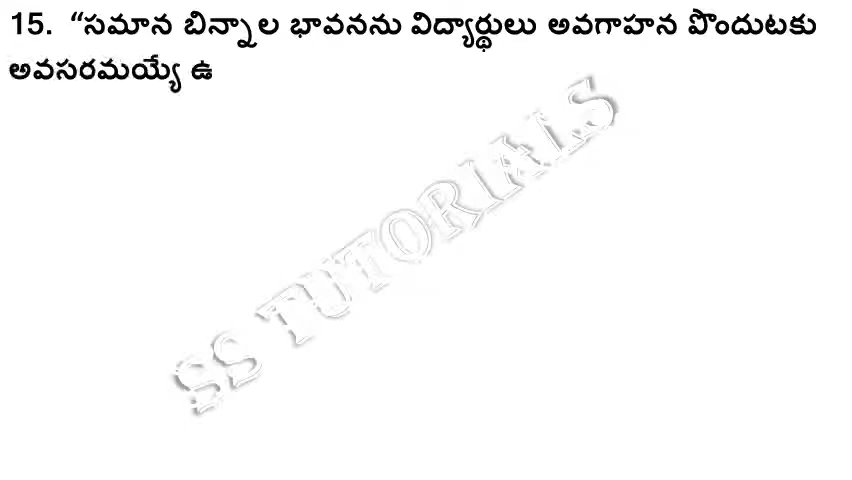 15. “సమాన బిన్నాల భావనను విద్యార్థులు అవగాహన పొందుటకు
అవసరమయ్యే ఉ
SS TUTORIALS